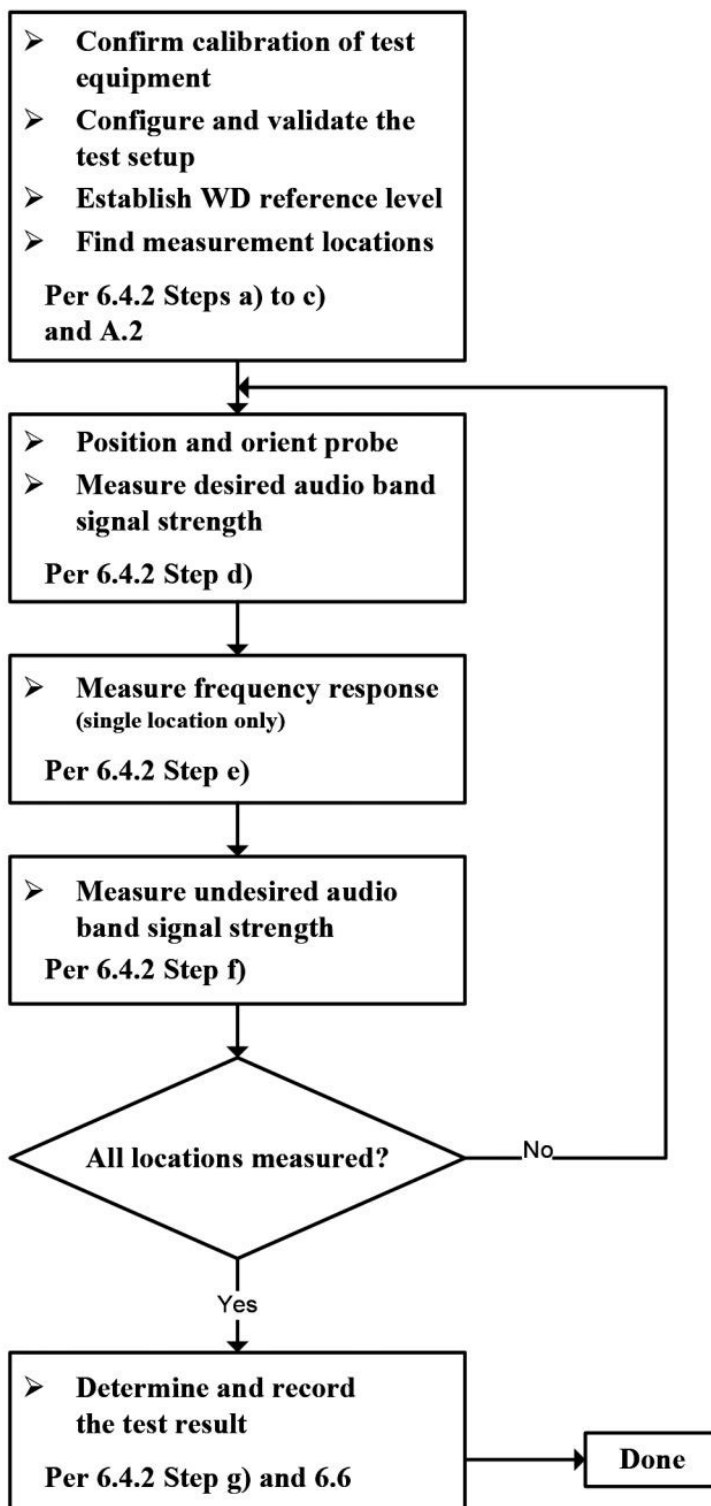 ➢ Confirm calibration of test
equipment
➢ Configure and validate the
test setup
➢ Establish WD reference level
➢ Find measurement locations
Per 6.4.2 Steps a) to c)
and A.2
➢ Position and orient probe
➢ Measure desired audio band
signal strength
Per 6.4.2 Step d)
➢ Measure frequency response
(single location only)
Per 6.4.2 Step e)
➢ Measure undesired audio
band signal strength
Per 6.4.2 Step f)
All locations measured?
No
Yes
➢ Determine and record
the test result
Per 6.4.2 Step g) and 6.6
Done